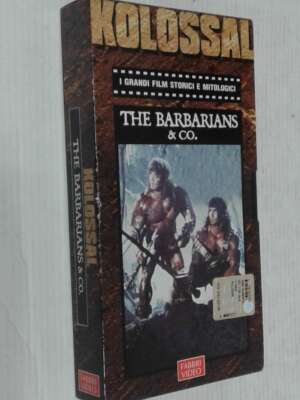 KOLOSSAL
I GRANDI FILM STORICI E MITOLOGICI
THE BARBARIANS
& CO.
FABBRI
VIDEO
KOLOSSAL
THE BARBARIANS & CO.